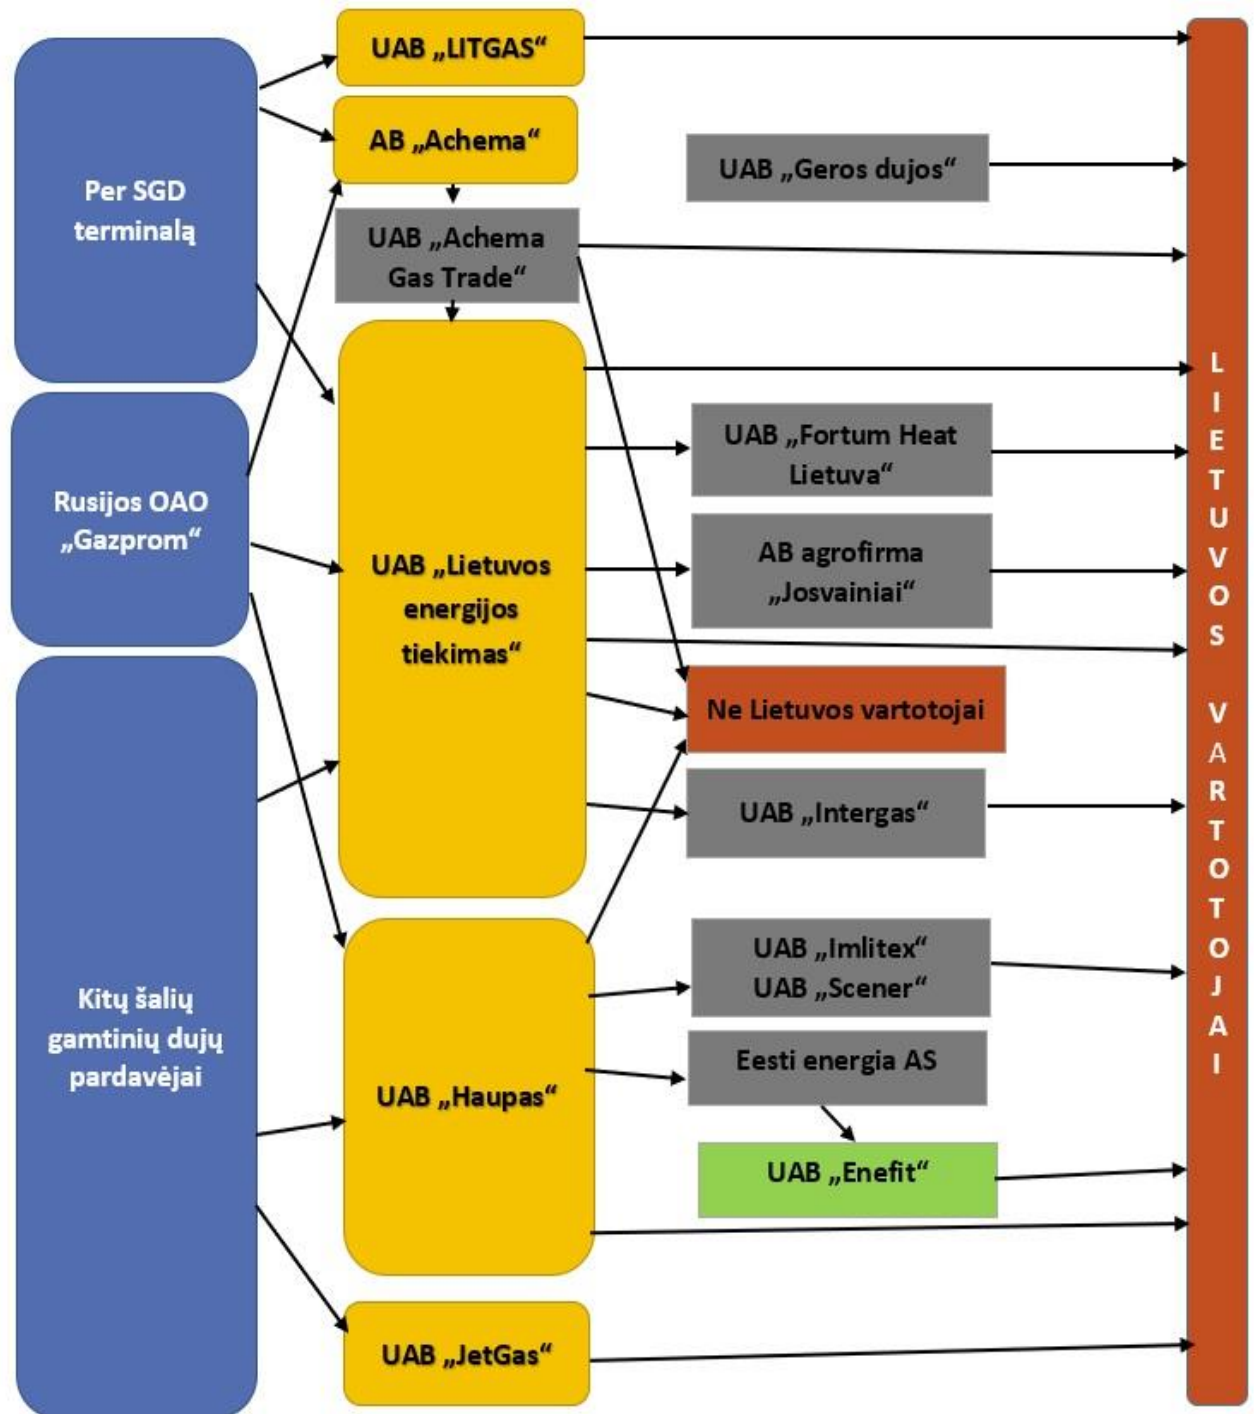 Per SGD
terminalą
Rusijos OAO
„Gazprom“
Kitų šalių
gamtinių dujų
pardavėjai
UAB „LITGAS“
AB „Achema“
UAB „Achema
Gas Trade“
UAB „Lietuvos
energijos
tiekimas“
UAB „Haupas“
UAB „JetGas“
UAB „Geros dujos“
UAB „Fortum Heat
Lietuva“
AB agrofirma
„Josvainiai“
Ne Lietuvos vartotojai
UAB „Intergas“
UAB „Imlitex“
UAB „Scener“
Eesti energia AS
UAB „Enefit“
LIETUVOS VARTOTOJAI